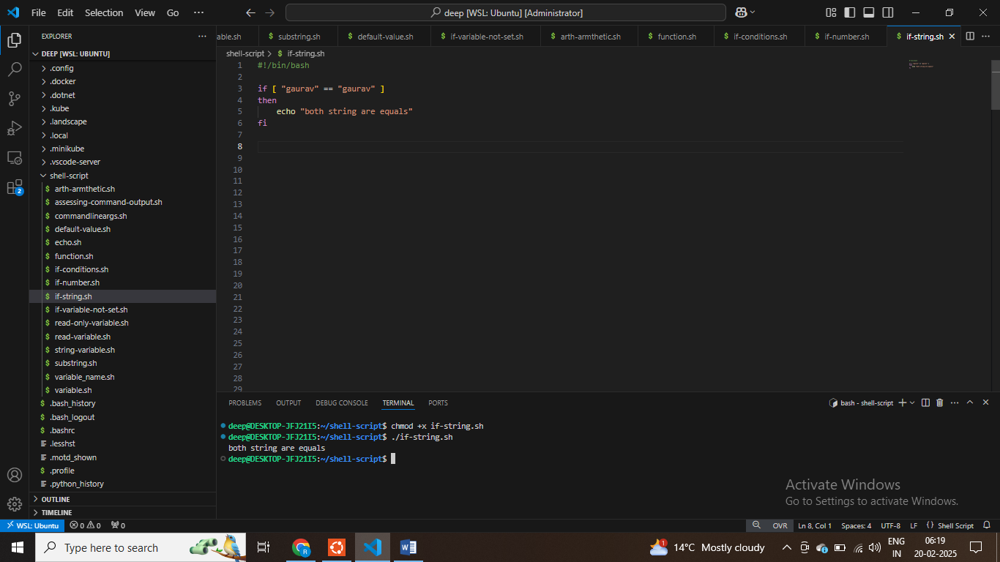 File Edit Selection View Go ··· deep [WSL: Ubuntu] [Administrator]
EXPLORER ···
able.sh $ substring.sh $ default-value.sh $ if-variable-not-set.sh $ arth-armthetic.sh $ function.sh $ if-conditions.sh $ if-number.sh $ if-string.sh ···
DEEP [WSL: UBUNTU]
.config
.docker
.dotnet
.kube
.landscape
.local
.minikube
.vscode-server
shell-script
$ arth-armthetic.sh
$ assessing-command-output.sh
$ commandlineargs.sh
$ default-value.sh
$ echo.sh
$ function.sh
$ if-conditions.sh
$ if-number.sh
$ if-string.sh
$ if-variable-not-set.sh
$ read-only-variable.sh
$ read-variable.sh
$ string-variable.sh
$ substring.sh
$ variable_name.sh
$ variable.sh
$ .bash_history
$ .bash_logout
$ .bashrc
.lesshst
.motd_shown
$ .profile
.python_history
OUTLINE
TIMELINE
2
shell-script > $ if-string.sh
1 #!/bin/bash
2
3 if [ "gaurav" == "gaurav" ]
4 then
5 echo "both string are equals"
6 fi
7
8
9
10
11
12
13
14
15
16
17
18
19
20
21
22
23
24
25
26
27
28
29
PROBLEMS OUTPUT DEBUG CONSOLE TERMINAL PORTS bash - shell-script ···
deep@DESKTOP-JFJ21I5:~/shell-script$ chmod +x if-string.sh
deep@DESKTOP-JFJ21I5:~/shell-script$ ./if-string.sh
both string are equals
deep@DESKTOP-JFJ21I5:~/shell-script$
Activate Windows
Go to Settings to activate Windows.
WSL: Ubuntu 0 0 0 OVR Ln 8, Col 1 Spaces: 4 UTF-8 LF {} Shell Script
Type here to search 14°C Mostly cloudy ENG IN 06:19 20-02-2025